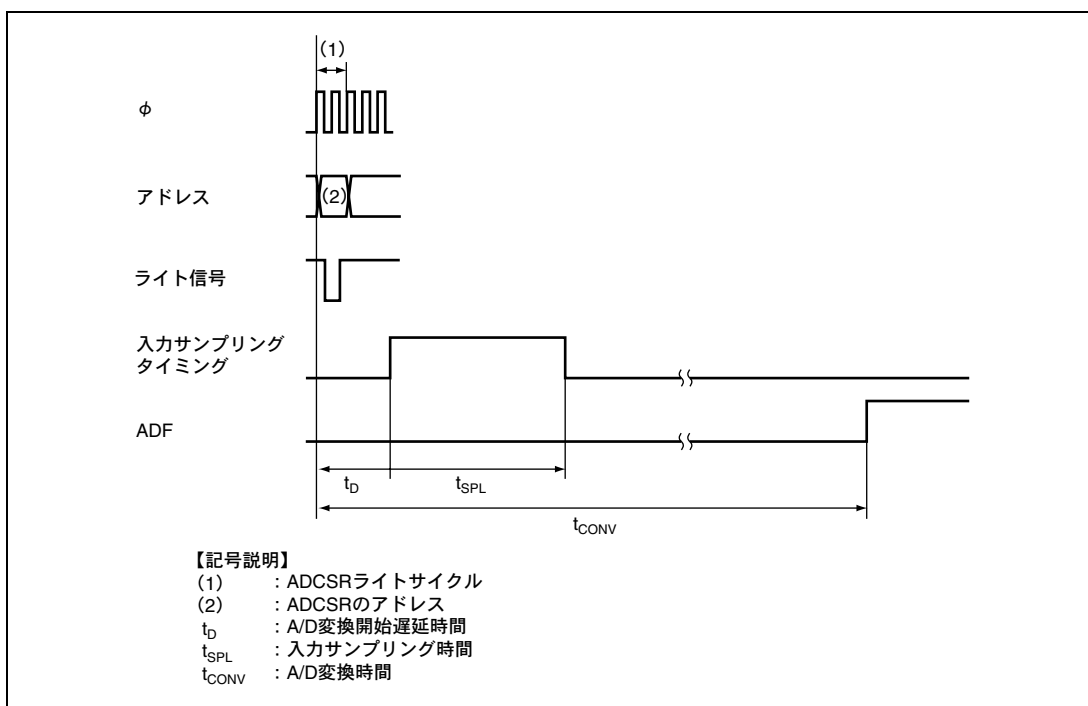 (1)
φ
アドレス
(2)
ライト信号
入力サンプリング
タイミング
ADF
tD
tSPL
tCONV
【記号説明】
(1) : ADCSRライトサイクル
(2) : ADCSRのアドレス
tD : A/D変換開始遅延時間
tSPL : 入力サンプリング時間
tCONV : A/D変換時間